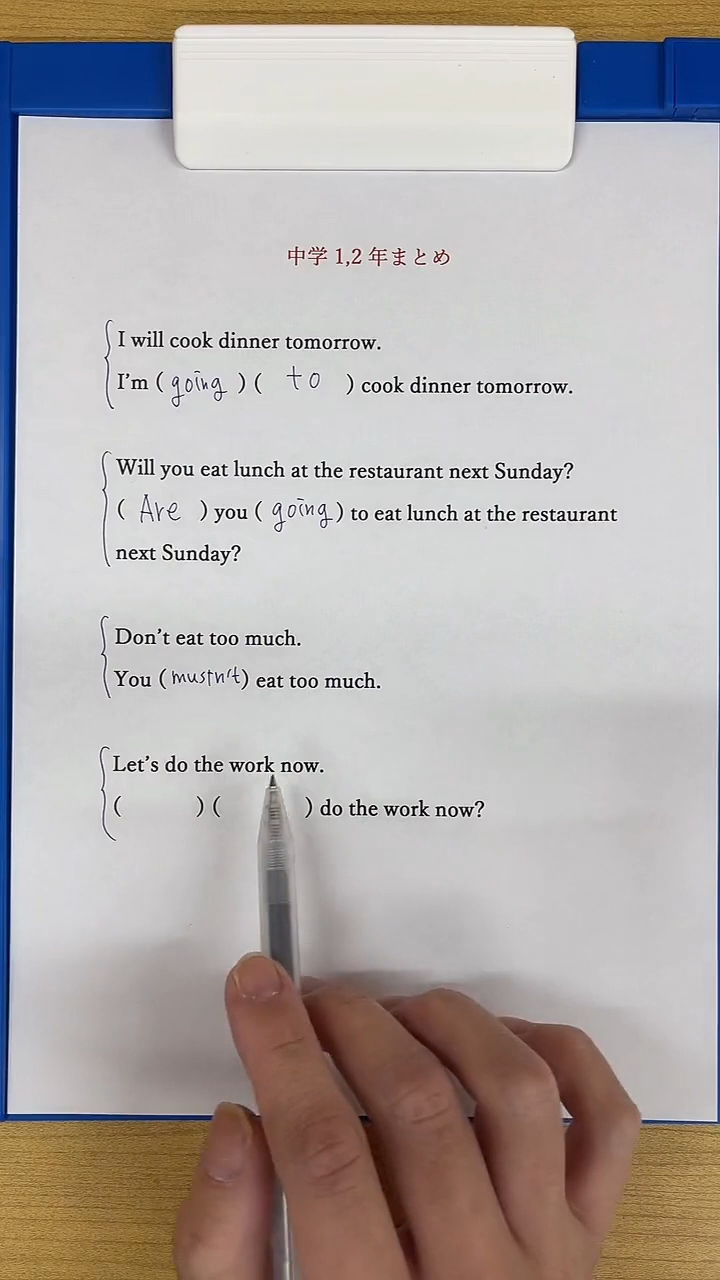 中学1,2年まとめ
I will cook dinner tomorrow.
I'm ( going ) ( to ) cook dinner tomorrow.
Will you eat lunch at the restaurant next Sunday?
( Are ) you ( going ) to eat lunch at the restaurant
next Sunday?
Don't eat too much.
You ( mustn't ) eat too much.
Let's do the work now.
( ) ( ) do the work now?